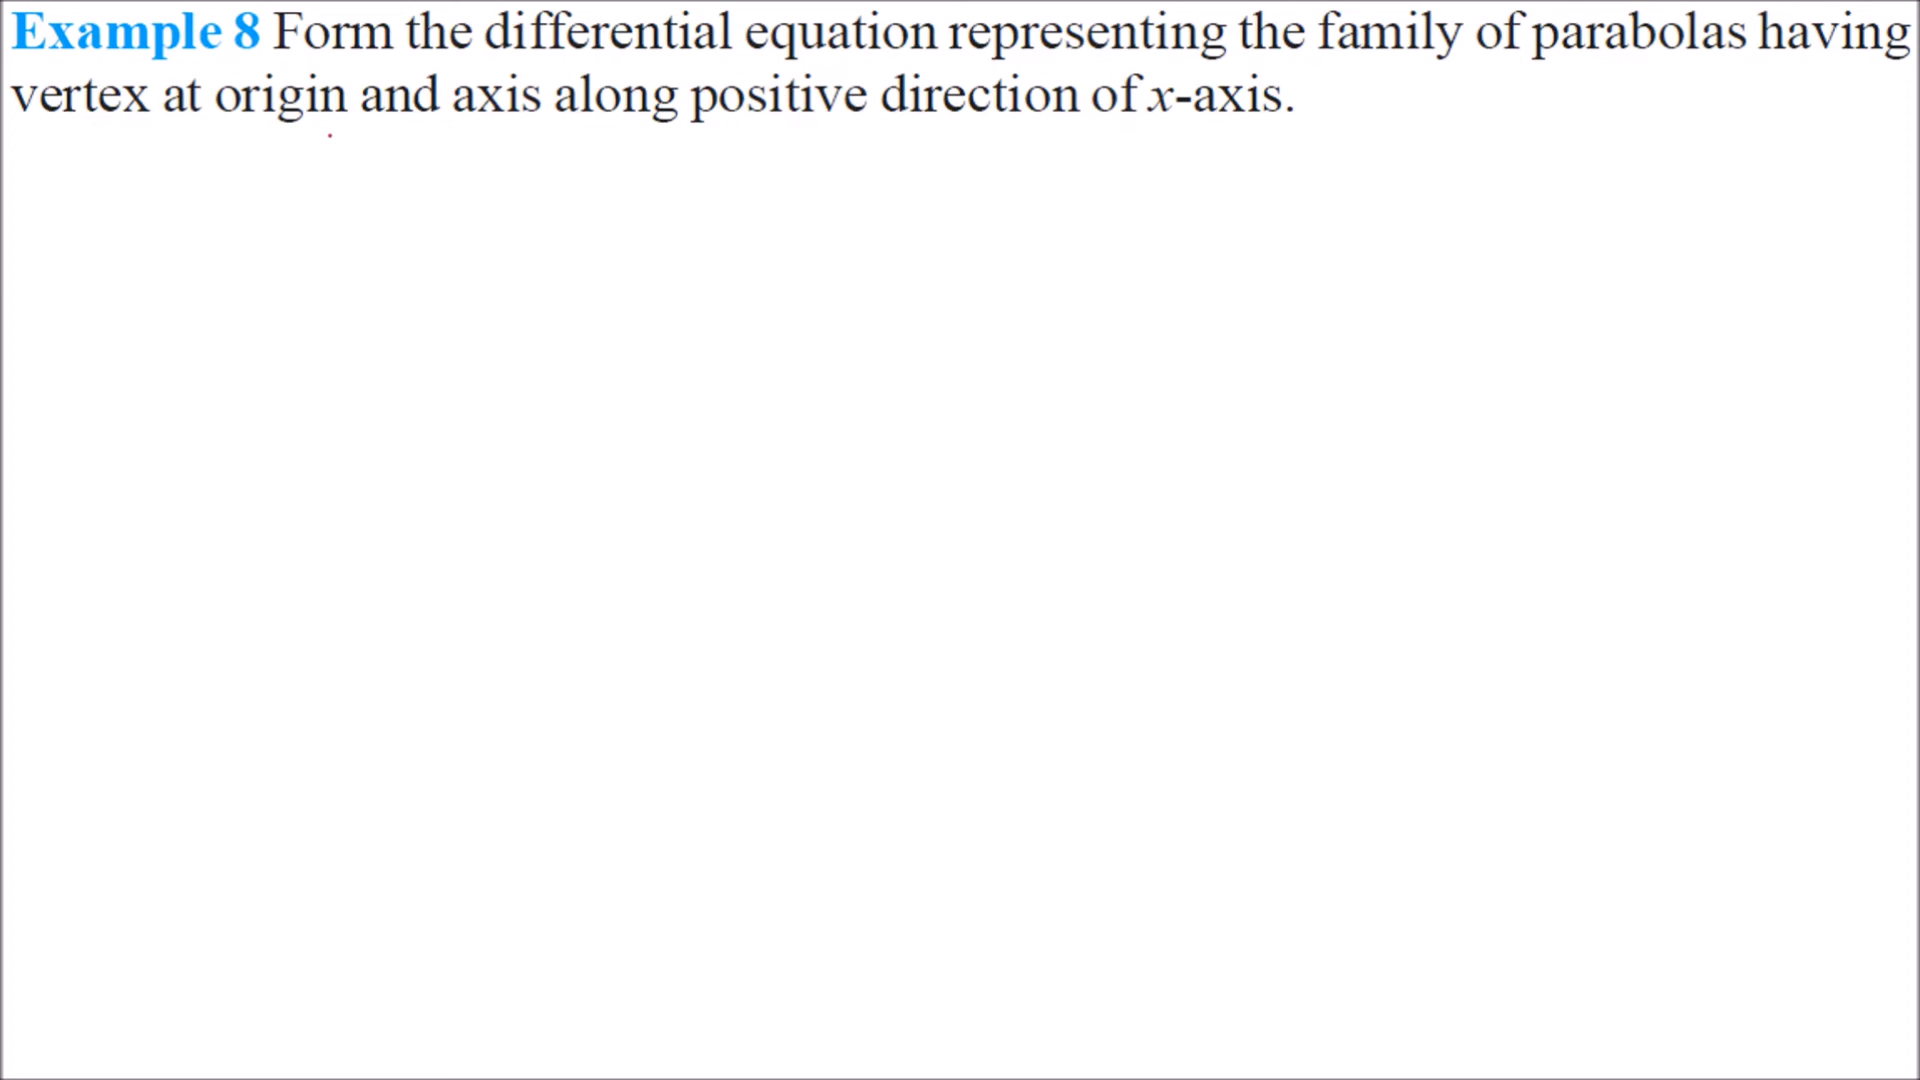 Example 8 Form the differential equation representing the family of parabolas having
vertex at origin and axis along positive direction of x-axis.